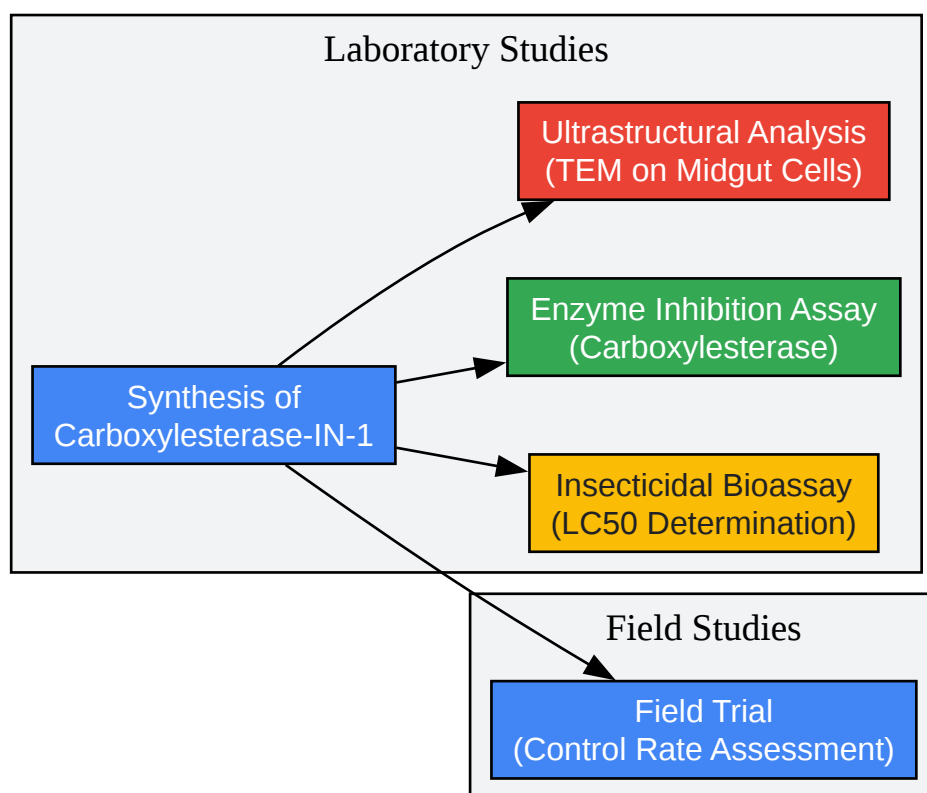 Laboratory Studies
Ultrastructural Analysis
(TEM on Midgut Cells)
Enzyme Inhibition Assay
(Carboxylesterase)
Synthesis of
Carboxylesterase-IN-1
Insecticidal Bioassay
(LC50 Determination)
Field Studies
Field Trial
(Control Rate Assessment)